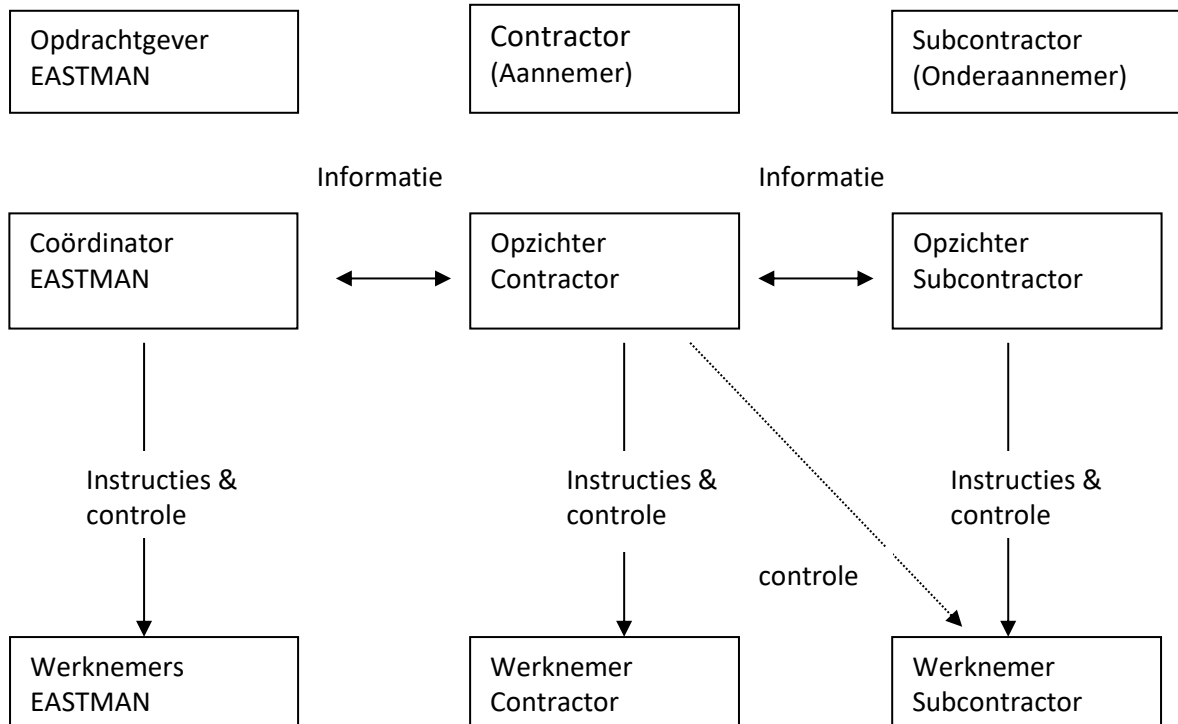 Opdrachtgever
EASTMAN
Contractor
(Aannemer)
Subcontractor
(Onderaannemer)
Informatie
Informatie
Coördinator
EASTMAN
Opzichter
Contractor
Opzichter
Subcontractor
Instructies &
controle
Instructies &
controle
Instructies &
controle
controle
Werknemers
EASTMAN
Werknemer
Contractor
Werknemer
Subcontractor